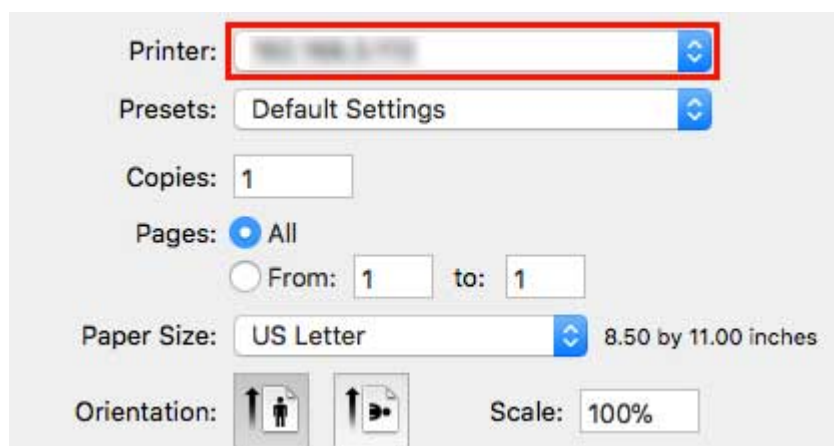 Printer:
Presets: Default Settings
Copies: 1
Pages: All
From: 1 to: 1
Paper Size: US Letter 8.50 by 11.00 inches
Orientation: Scale: 100%